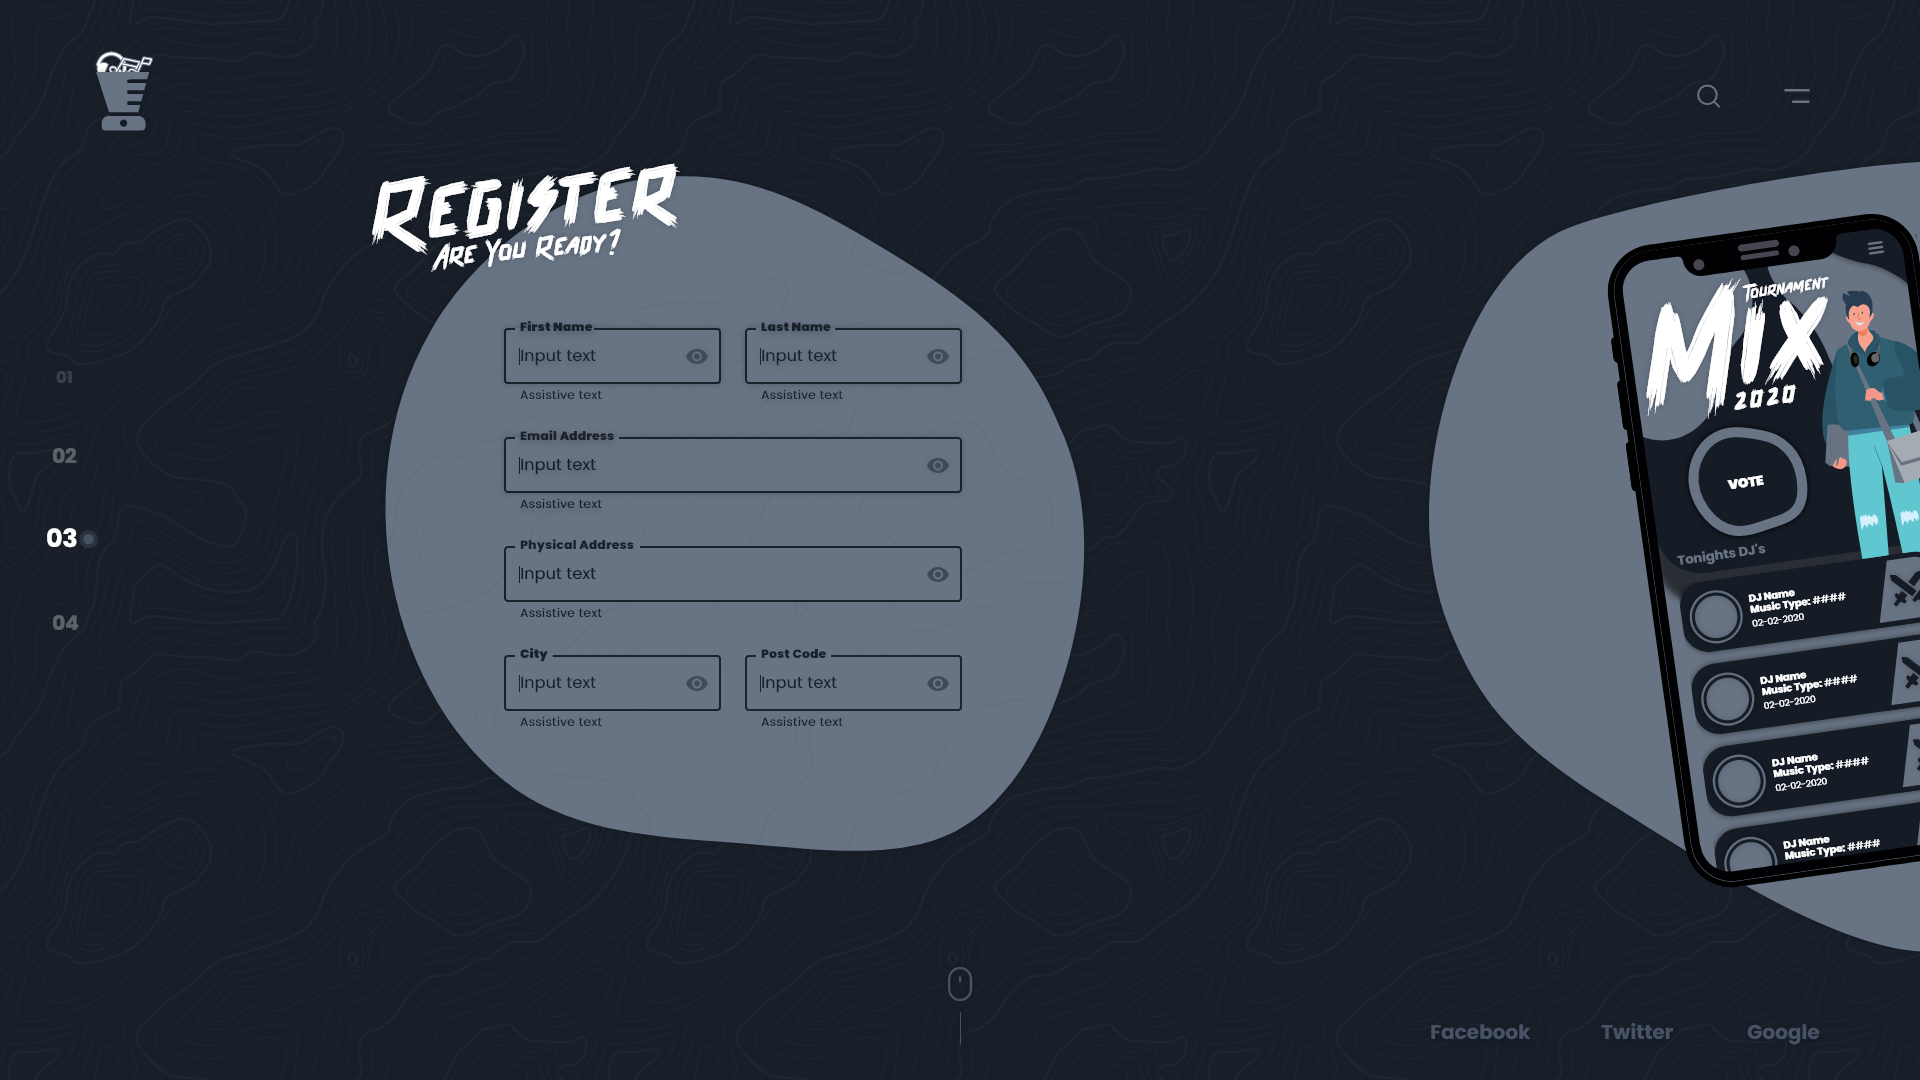 REGISTER
ARE YOU READY?
First Name
Last Name
Input text
Input text
Assistive text
Assistive text
Email Address
Input text
Assistive text
Physical Address
Input text
Assistive text
City
Post Code
Input text
Input text
Assistive text
Assistive text
01
02
03
04
TOURNAMENT
MIX
2020
VOTE
Tonights DJ's
DJ Name
Music Type: ####
02-02-2020
DJ Name
Music Type: ####
02-02-2020
DJ Name
Music Type: ####
02-02-2020
DJ Name
Music Type: ####
Facebook
Twitter
Google